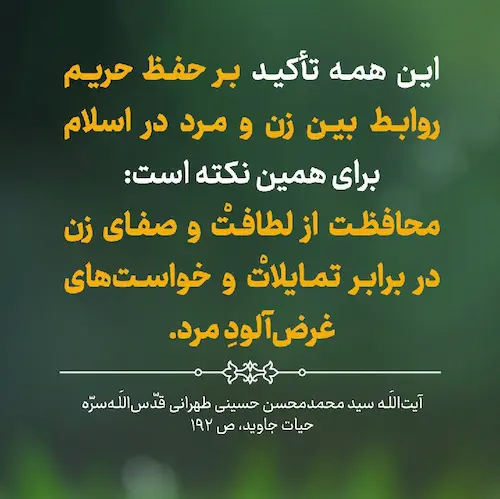 این همه تأکید بر حفظ حریم
روابط بین زن و مرد در اسلام
برای همین نکته است:
محافظت از لطافتْ و صفای زن
در برابر تمایلاتْ و خواست‌های
غرض‌آلودِ مرد.
آیت‌اللَه سید محمدمحسن حسینی طهرانی قدّس‌اللَه‌سرّه
حیات جاوید، ص ۱۹۲